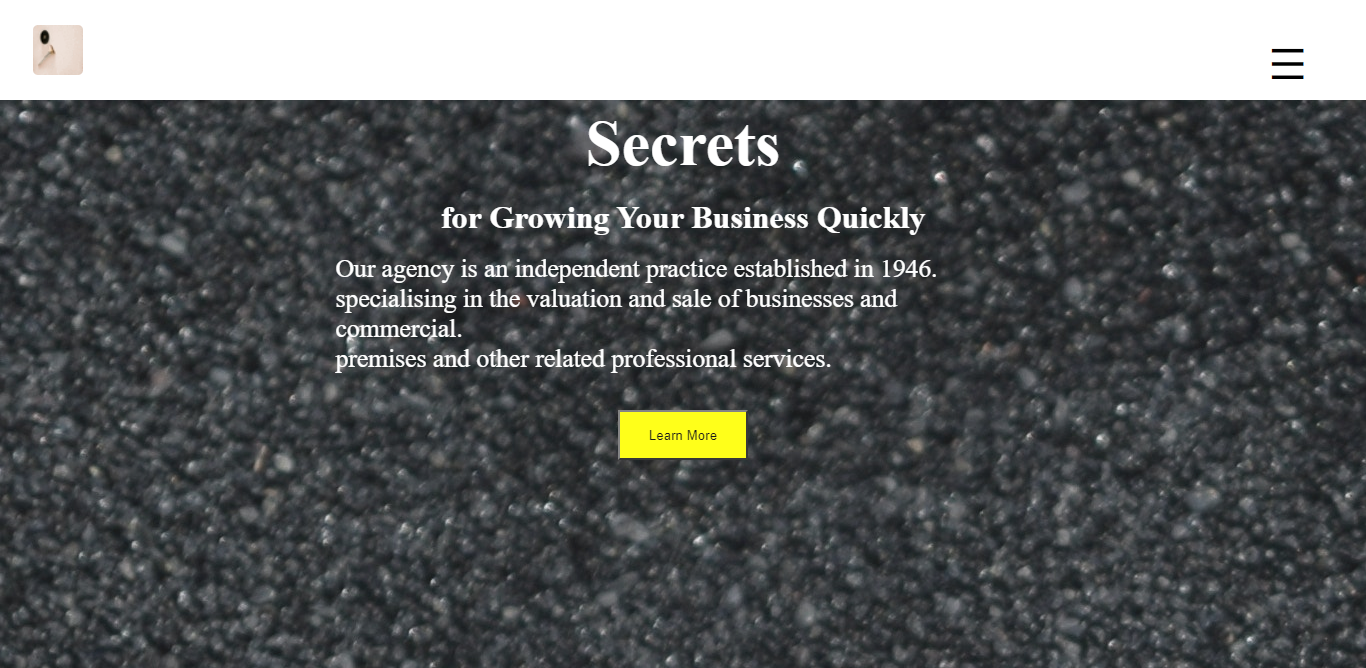 Secrets
for Growing Your Business Quickly
Our agency is an independent practice established in 1946.
specialising in the valuation and sale of businesses and
commercial.
premises and other related professional services.
Learn More